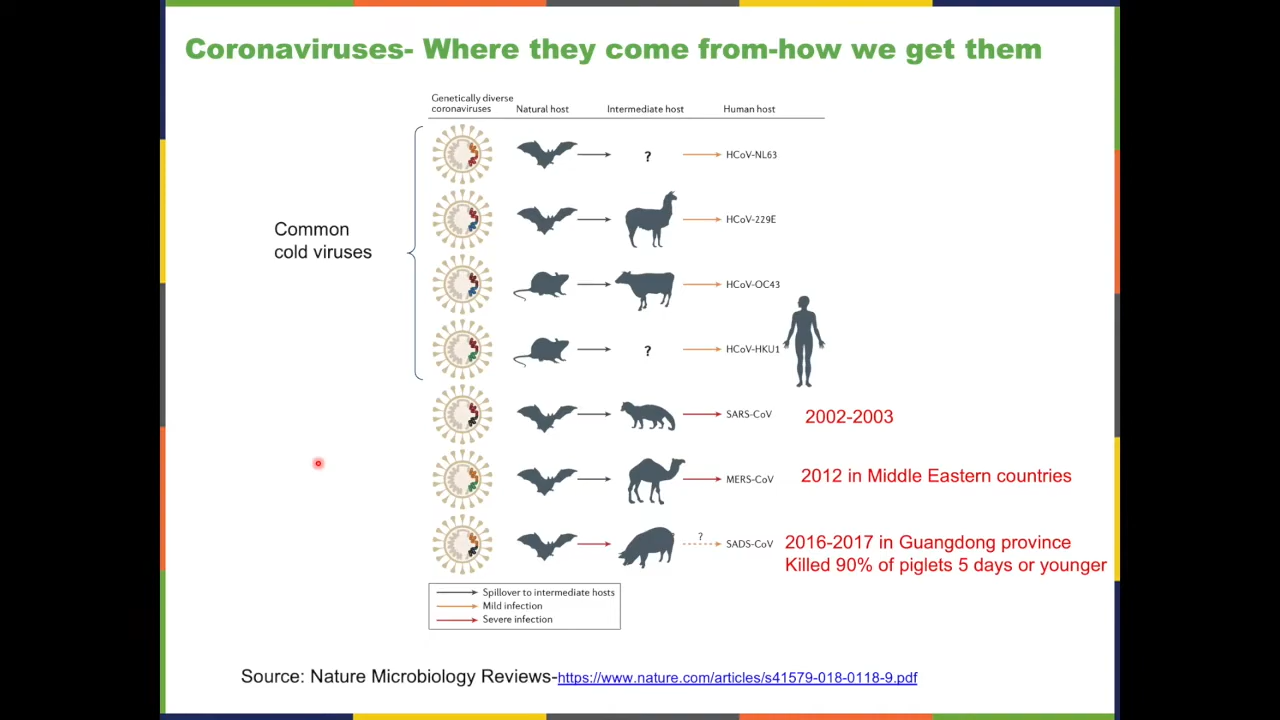 Coronaviruses- Where they come from-how we get them
Genetically diverse
coronaviruses
Natural host
Intermediate host
Human host
Common
cold viruses
?
HCoV-NL63
HCoV-229E
HCoV-OC43
?
HCoV-HKU1
SARS-CoV
2002-2003
MERS-CoV
2012 in Middle Eastern countries
?
SADS-CoV
2016-2017 in Guangdong province
Killed 90% of piglets 5 days or younger
Spillover to intermediate hosts
Mild infection
Severe infection
Source: Nature Microbiology Reviews-https://www.nature.com/articles/s41579-018-0118-9.pdf